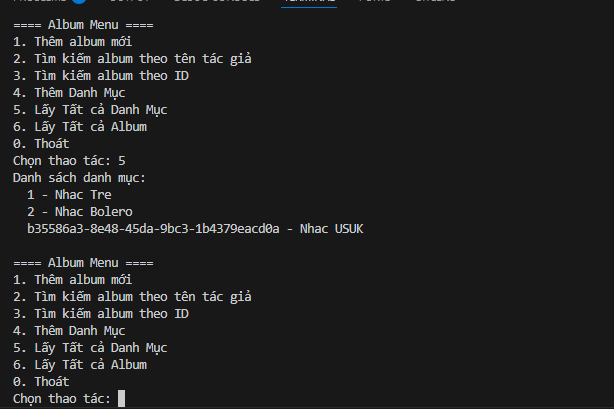 ==== Album Menu ====
1. Thêm album mới
2. Tìm kiếm album theo tên tác giả
3. Tìm kiếm album theo ID
4. Thêm Danh Mục
5. Lấy Tất cả Danh Mục
6. Lấy Tất cả Album
0. Thoát
Chọn thao tác: 5
Danh sách danh mục:
1 - Nhac Tre
2 - Nhac Bolero
b35586a3-8e48-45da-9bc3-1b4379eacd0a - Nhac USUK
==== Album Menu ====
1. Thêm album mới
2. Tìm kiếm album theo tên tác giả
3. Tìm kiếm album theo ID
4. Thêm Danh Mục
5. Lấy Tất cả Danh Mục
6. Lấy Tất cả Album
0. Thoát
Chọn thao tác: